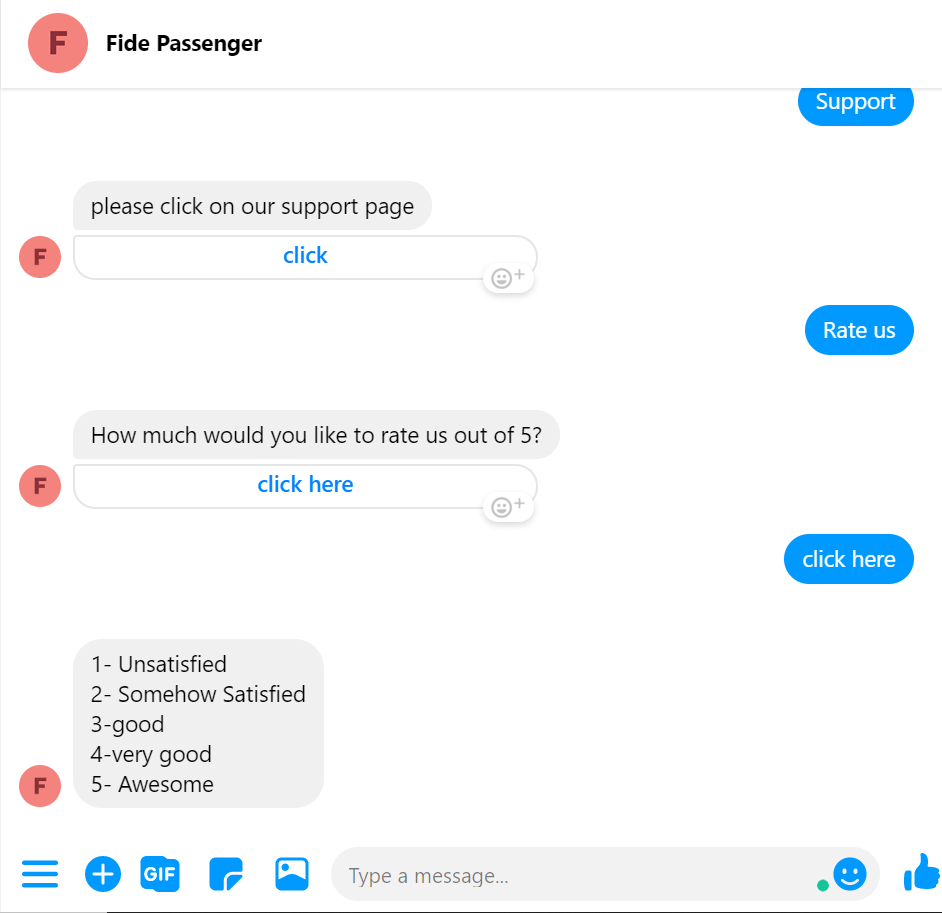 F
Fide Passenger
Support
please click on our support page
F
click
Rate us
How much would you like to rate us out of 5?
F
click here
click here
1- Unsatisfied
2- Somehow Satisfied
3-good
4-very good
5- Awesome
F
GIF
Type a message...